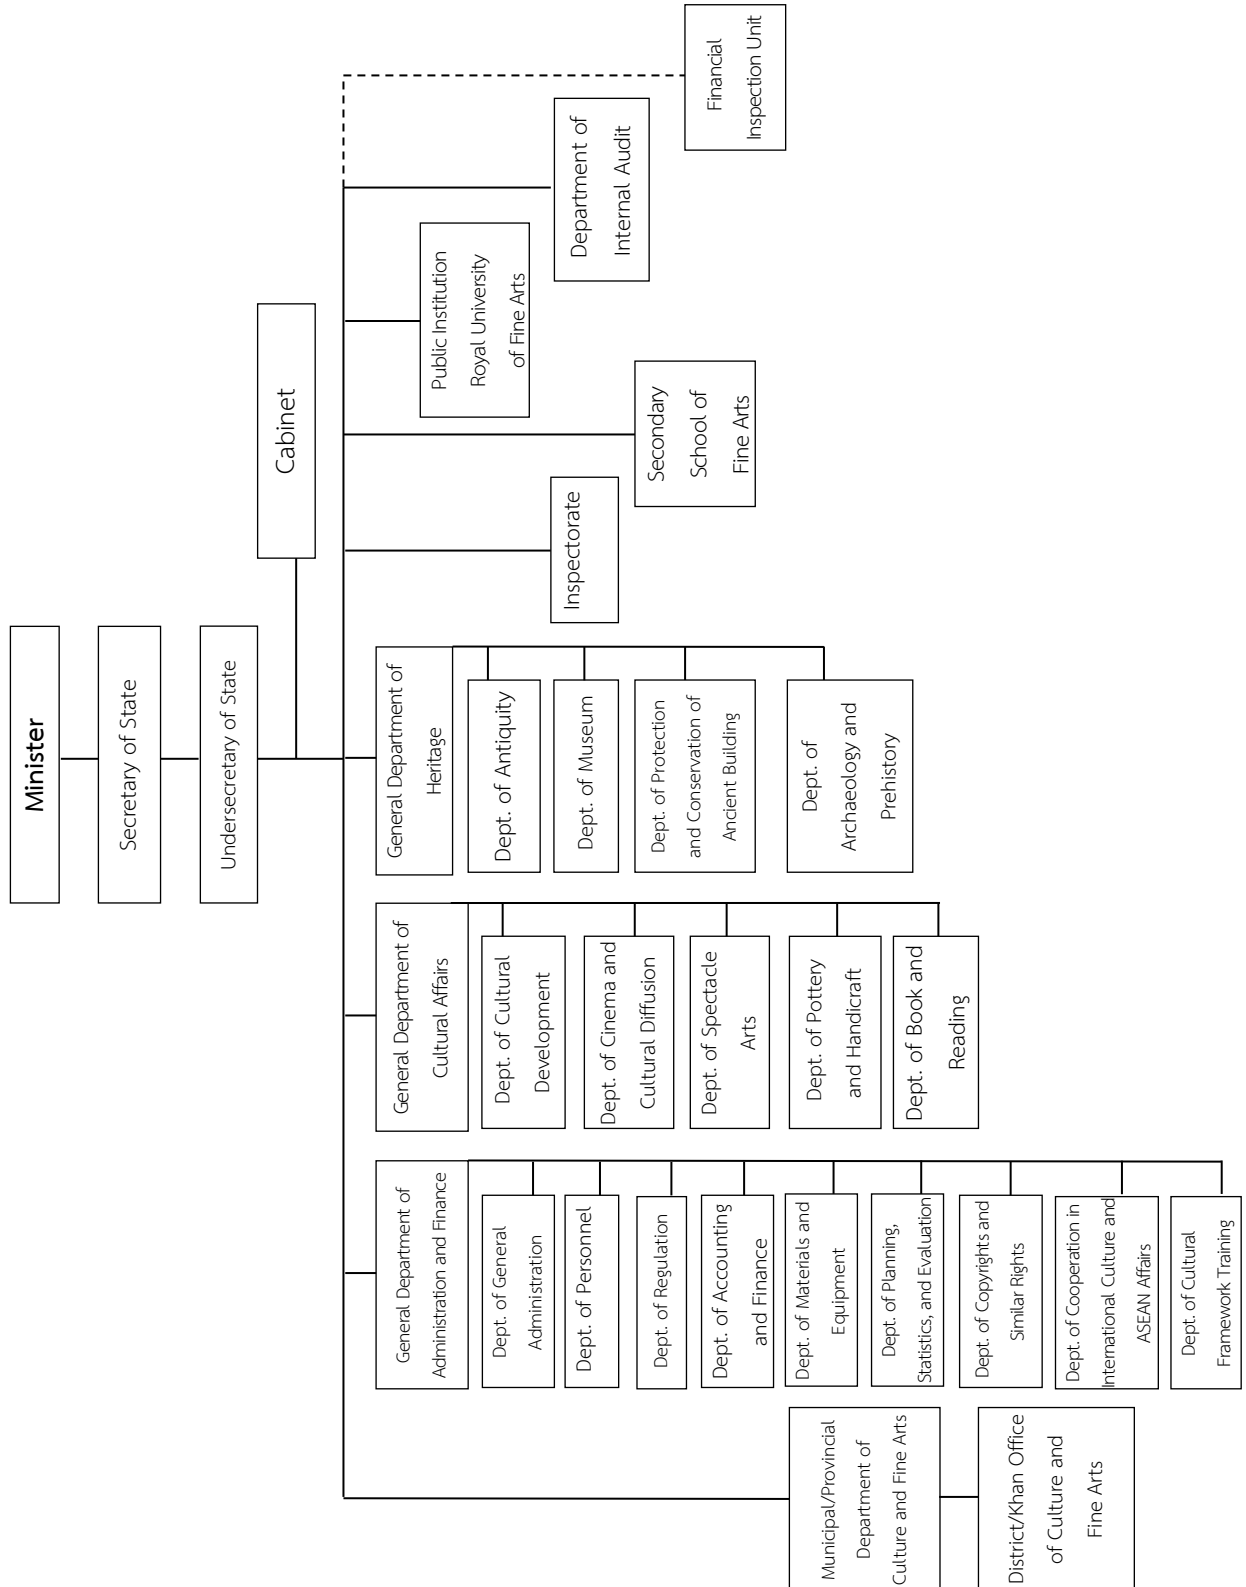 Minister
Secretary of State
Undersecretary of State
Cabinet
Municipal/Provincial
Department of
Culture and Fine Arts
District/Khan Office
of Culture and
Fine Arts
General Department of
Administration and Finance
Dept. of General
Administration
Dept. of Personnel
Dept. of Regulation
Dept. of Accounting
and Finance
Dept. of Materials and
Equipment
Dept. of Planning,
Statistics, and Evaluation
Dept. of Copyrights and
Similar Rights
Dept. of Cooperation in
International Culture and
ASEAN Affairs
Dept. of Cultural
Framework Training
General Department of
Cultural Affairs
Dept. of Cultural
Development
Dept. of Cinema and
Cultural Diffusion
Dept. of Spectacle
Arts
Dept. of Pottery
and Handicraft
Dept. of Book and
Reading
General Department of
Heritage
Dept. of Antiquity
Dept. of Museum
Dept. of Protection
and Conservation of
Ancient Building
Dept. of
Archaeology and
Prehistory
Inspectorate
Secondary
School of
Fine Arts
Public Institution
Royal University
of Fine Arts
Department of
Internal Audit
Financial
Inspection Unit